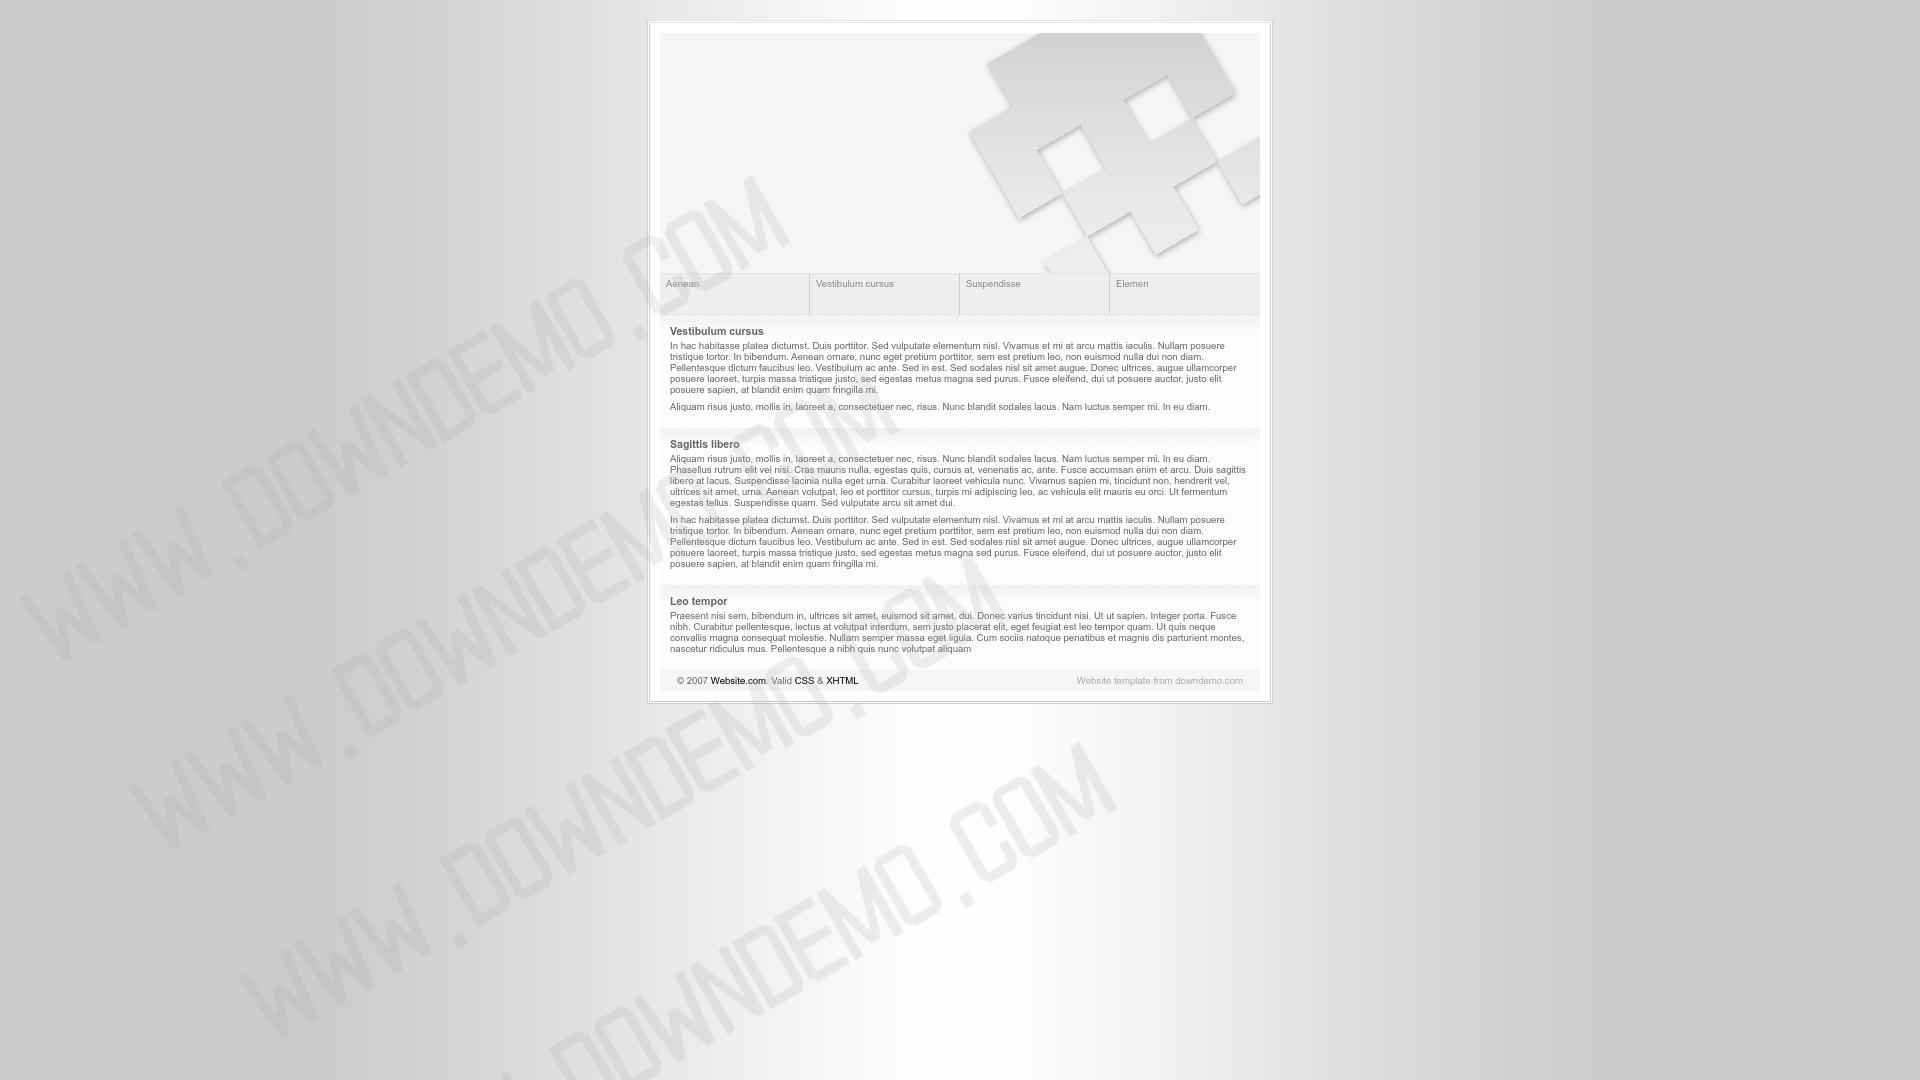 Aenean
Vestibulum cursus
Suspendisse
Elemen
Vestibulum cursus
In hac habitasse platea dictumst. Duis porttitor. Sed vulputate elementum nisl. Vivamus et mi at arcu mattis iaculis. Nullam posuere
tristique tortor. In bibendum. Aenean ornare, nunc eget pretium porttitor, sem est pretium leo, non euismod nulla dui non diam.
Pellentesque dictum faucibus leo. Vestibulum ac ante. Sed in est. Sed sodales nisl sit amet augue. Donec ultrices, augue ullamcorper
posuere laoreet, turpis massa tristique justo, sed egestas metus magna sed purus. Fusce eleifend, dui ut posuere auctor, justo elit
posuere sapien, at blandit enim quam fringilla mi.
Aliquam risus justo, mollis in, laoreet a, consectetuer nec, risus. Nunc blandit sodales lacus. Nam luctus semper mi. In eu diam.
Sagittis libero
Aliquam risus justo, mollis in, laoreet a, consectetuer nec, risus. Nunc blandit sodales lacus. Nam luctus semper mi. In eu diam.
Phasellus rutrum elit vel nisi. Cras mauris nulla, egestas quis, cursus at, venenatis ac, ante. Fusce accumsan enim et arcu. Duis sagittis
libero at lacus. Suspendisse lacinia nulla eget urna. Curabitur laoreet vehicula nunc. Vivamus sapien mi, tincidunt non, hendrerit vel,
ultrices sit amet, urna. Aenean volutpat, leo et porttitor cursus, turpis mi adipiscing leo, ac vehicula elit mauris eu orci. Ut fermentum
egestas tellus. Suspendisse quam. Sed vulputate arcu sit amet dui.
In hac habitasse platea dictumst. Duis porttitor. Sed vulputate elementum nisl. Vivamus et mi at arcu mattis iaculis. Nullam posuere
tristique tortor. In bibendum. Aenean ornare, nunc eget pretium porttitor, sem est pretium leo, non euismod nulla dui non diam.
Pellentesque dictum faucibus leo. Vestibulum ac ante. Sed in est. Sed sodales nisl sit amet augue. Donec ultrices, augue ullamcorper
posuere laoreet, turpis massa tristique justo, sed egestas metus magna sed purus. Fusce eleifend, dui ut posuere auctor, justo elit
posuere sapien, at blandit enim quam fringilla mi.
Leo tempor
Praesent nisi sem, bibendum in, ultrices sit amet, euismod sit amet, dui. Donec varius tincidunt nisi. Ut ut sapien. Integer porta. Fusce
nibh. Curabitur pellentesque, lectus at volutpat interdum, sem justo placerat elit, eget feugiat est leo tempor quam. Ut quis neque
convallis magna consequat molestie. Nullam semper massa eget ligula. Cum sociis natoque penatibus et magnis dis parturient montes,
nascetur ridiculus mus. Pellentesque a nibh quis nunc volutpat aliquam
© 2007 Website.com. Valid CSS & XHTML
Website template from downdemo.com
WWW.DOWNDEMO.COM
WWW.DOWNDEMO.COM
WWW.DOWNDEMO.COM
DOWNDEMO.COM